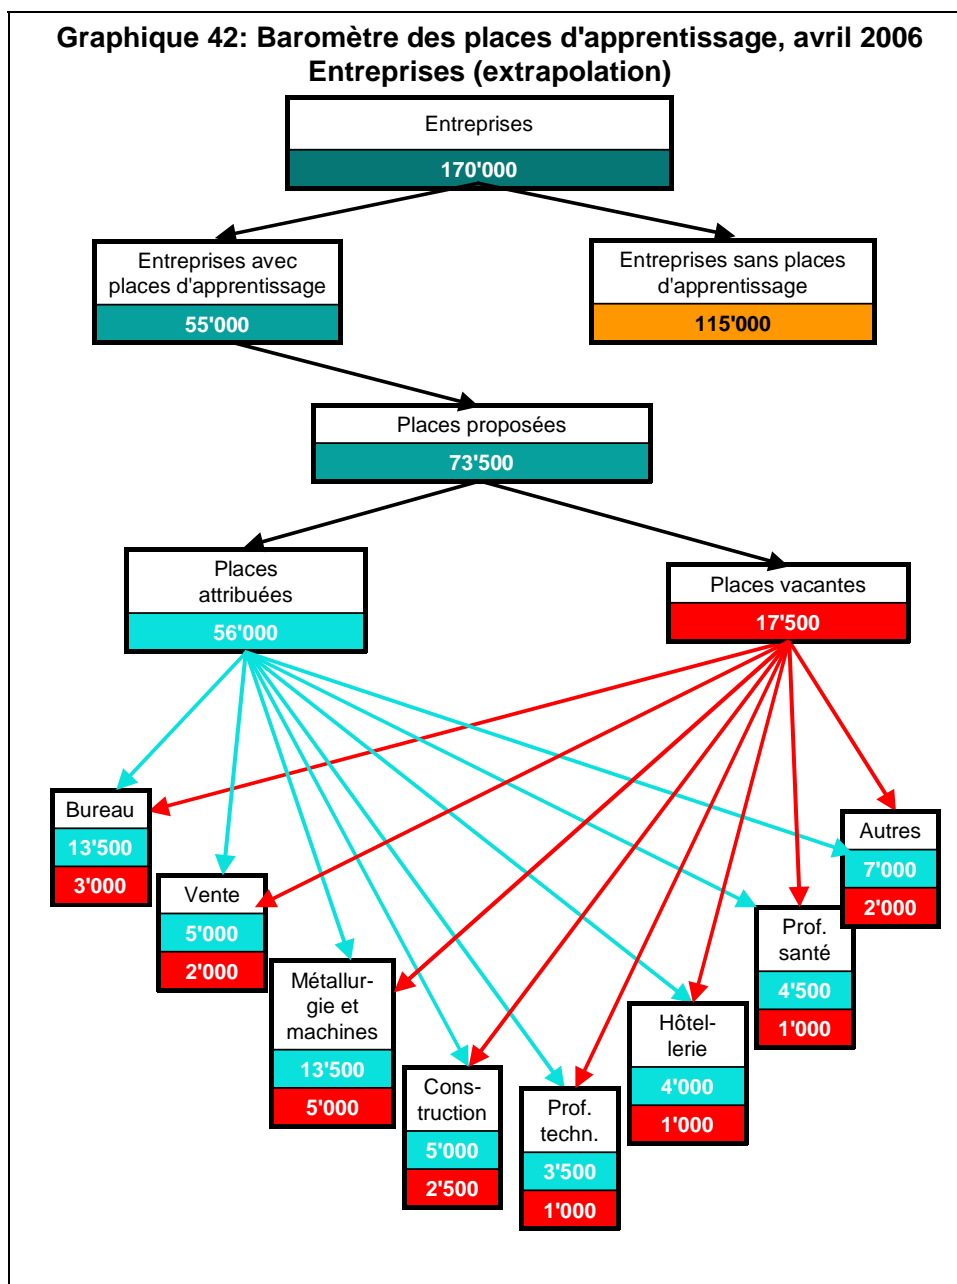 Graphique 42: Baromètre des places d'apprentissage, avril 2006
Entreprises (extrapolation)
Entreprises
170'000
Entreprises avec
places d'apprentissage
55'000
Entreprises sans places
d'apprentissage
115'000
Places proposées
73'500
Places
attribuées
56'000
Places vacantes
17'500
Bureau
13'500
3'000
Vente
5'000
2'000
Métallur-
gie et
machines
13'500
5'000
Cons-
truction
5'000
2'500
Prof.
techn.
3'500
1'000
Hôtel-
lerie
4'000
1'000
Prof.
santé
4'500
1'000
Autres
7'000
2'000